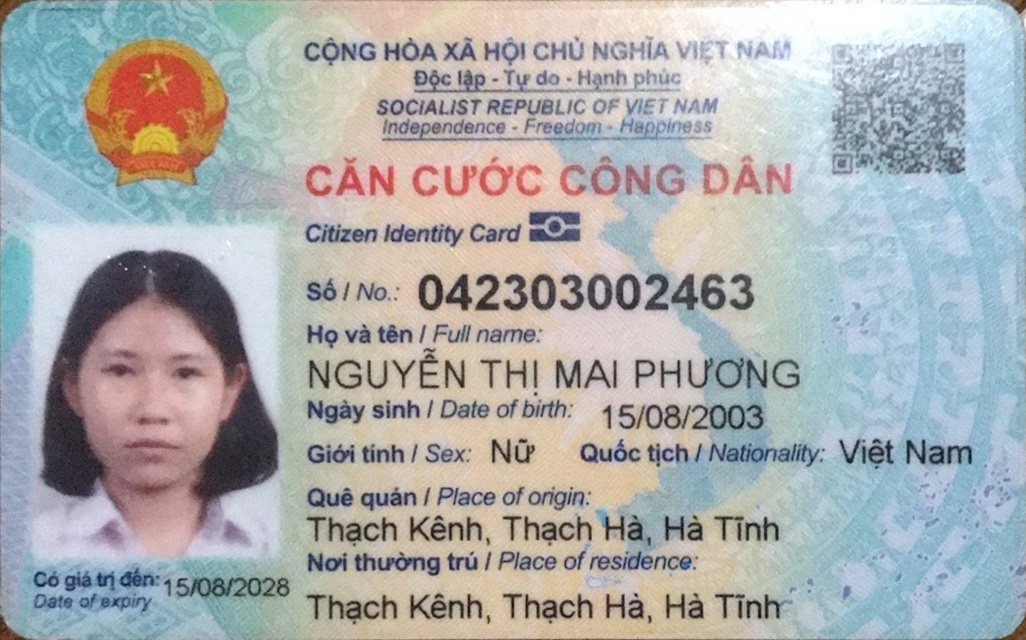 CỘNG HÒA XÃ HỘI CHỦ NGHĨA VIỆT NAM
Độc lập - Tự do - Hạnh phúc
SOCIALIST REPUBLIC OF VIET NAM
Independence - Freedom - Happiness
CĂN CƯỚC CÔNG DÂN
Citizen Identity Card
Số / No.: 042303002463
Họ và tên / Full name:
NGUYỄN THỊ MAI PHƯƠNG
Ngày sinh / Date of birth: 15/08/2003
Giới tính / Sex: Nữ Quốc tịch / Nationality: Việt Nam
Quê quán / Place of origin:
Thạch Kênh, Thạch Hà, Hà Tĩnh
Nơi thường trú / Place of residence:
Thạch Kênh, Thạch Hà, Hà Tĩnh
Có giá trị đến: 15/08/2028
Date of expiry